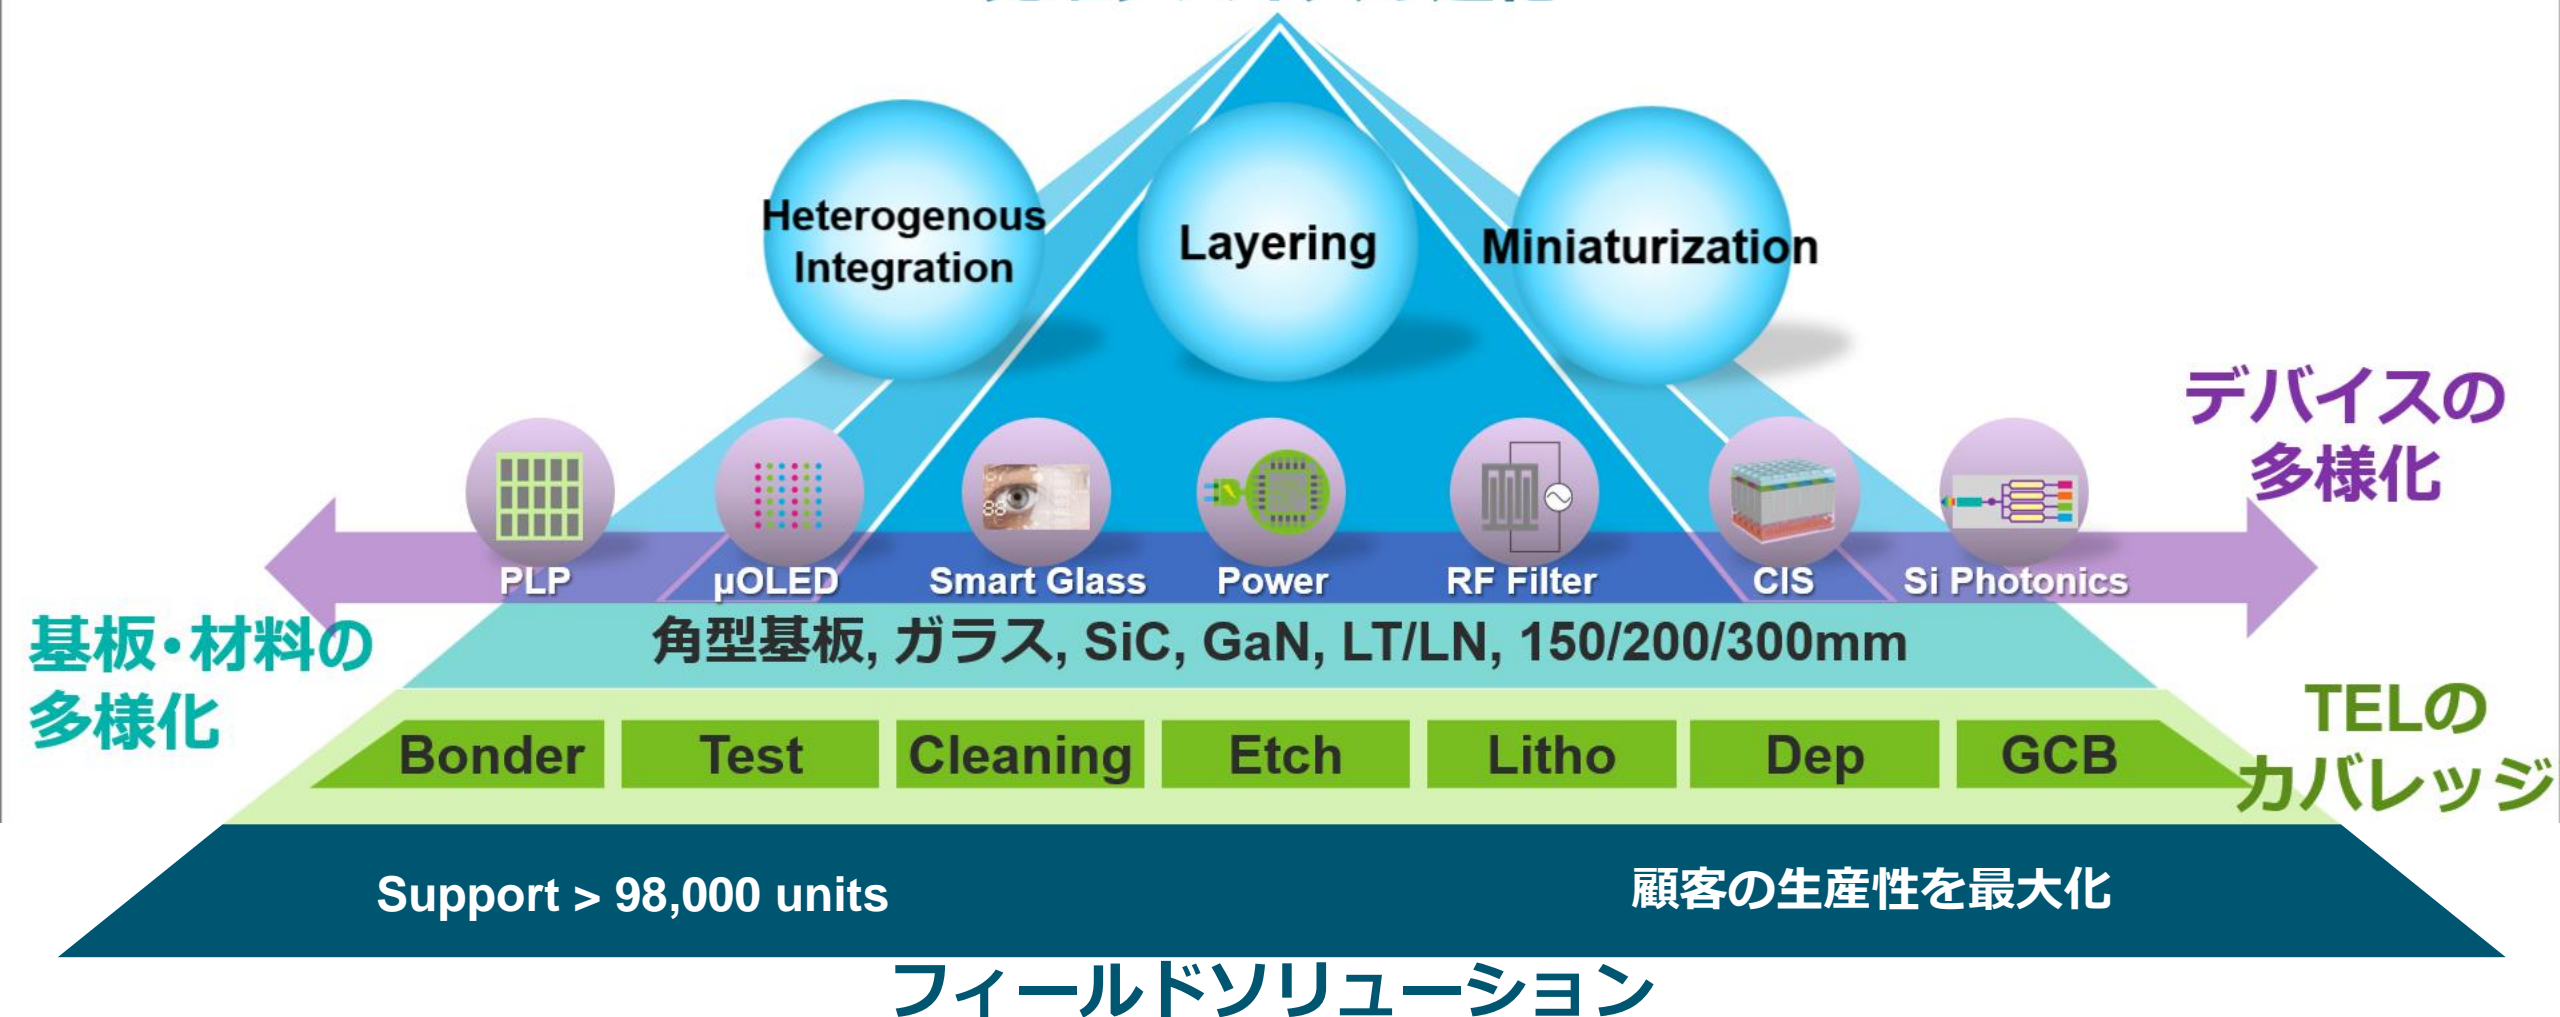 Heterogenous
Integration
Layering
Miniaturization
デバイスの
多様化
PLP
µOLED
Smart Glass
Power
RF Filter
CIS
Si Photonics
基板・材料の
多様化
角型基板, ガラス, SiC, GaN, LT/LN, 150/200/300mm
TELの
カバレッジ
Bonder
Test
Cleaning
Etch
Litho
Dep
GCB
Support > 98,000 units
顧客の生産性を最大化
フィールドソリューション